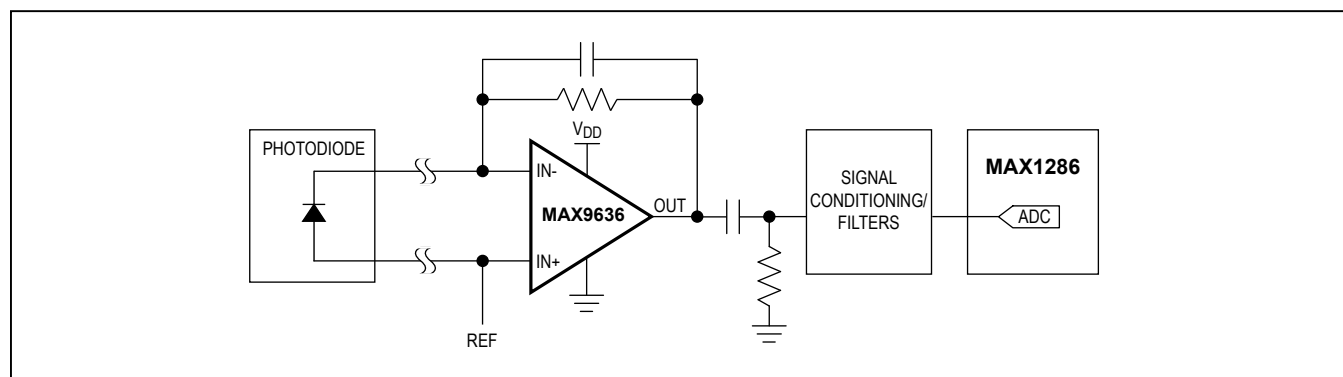 PHOTODIODE
VDD
IN-
MAX9636
OUT
IN+
REF
SIGNAL
CONDITIONING/
FILTERS
MAX1286
ADC